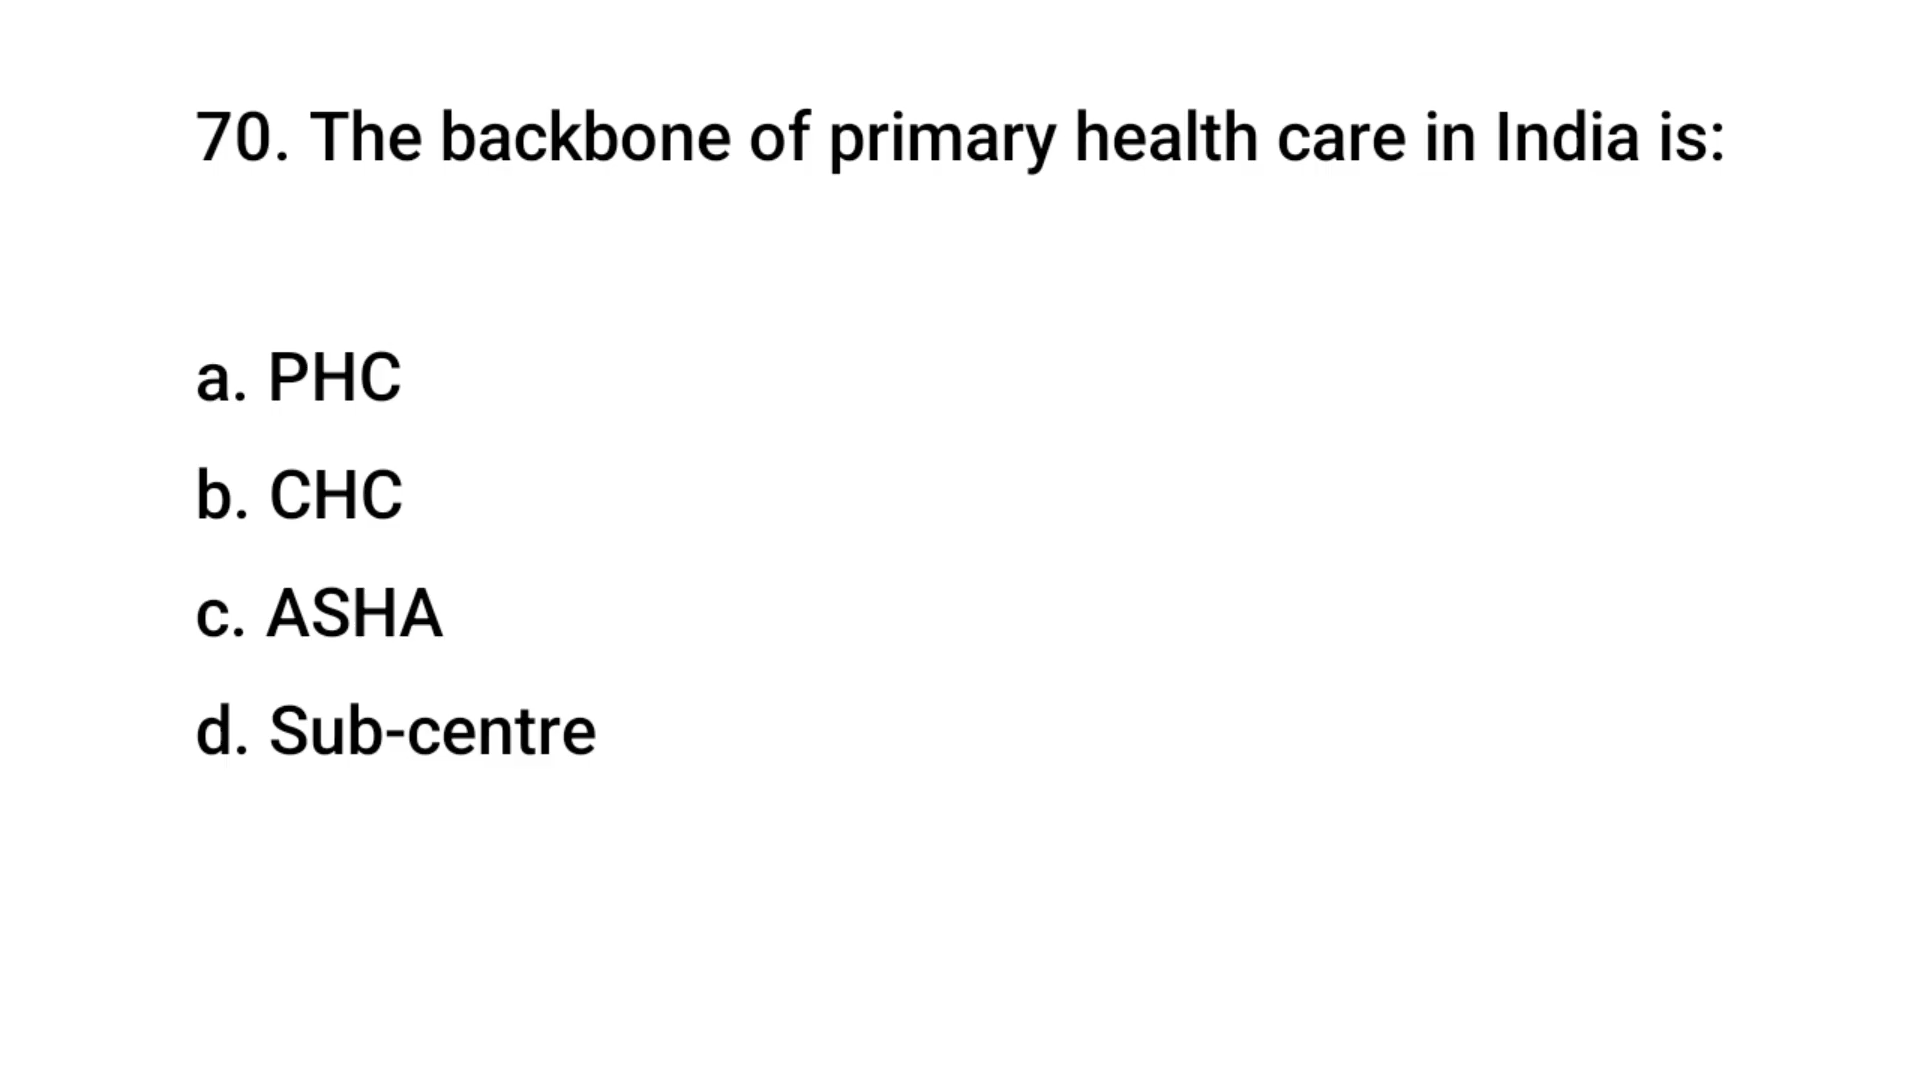 70. The backbone of primary health care in India is:
a. PHC
b. CHC
c. ASHA
d. Sub-centre